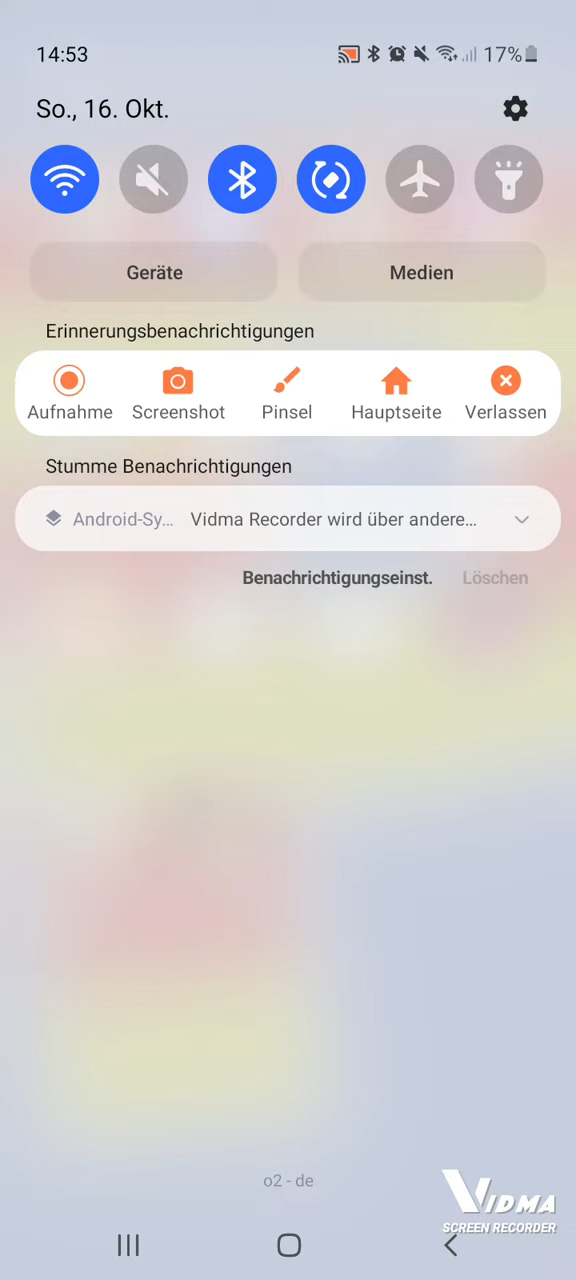 14:53
17%
So., 16. Okt.
Geräte
Medien
Erinnerungsbenachrichtigungen
Aufnahme
Screenshot
Pinsel
Hauptseite
Verlassen
Stumme Benachrichtigungen
Android-Sy... Vidma Recorder wird über andere...
Benachrichtigungseinst.
Löschen
o2 - de
VIDMA
SCREEN RECORDER